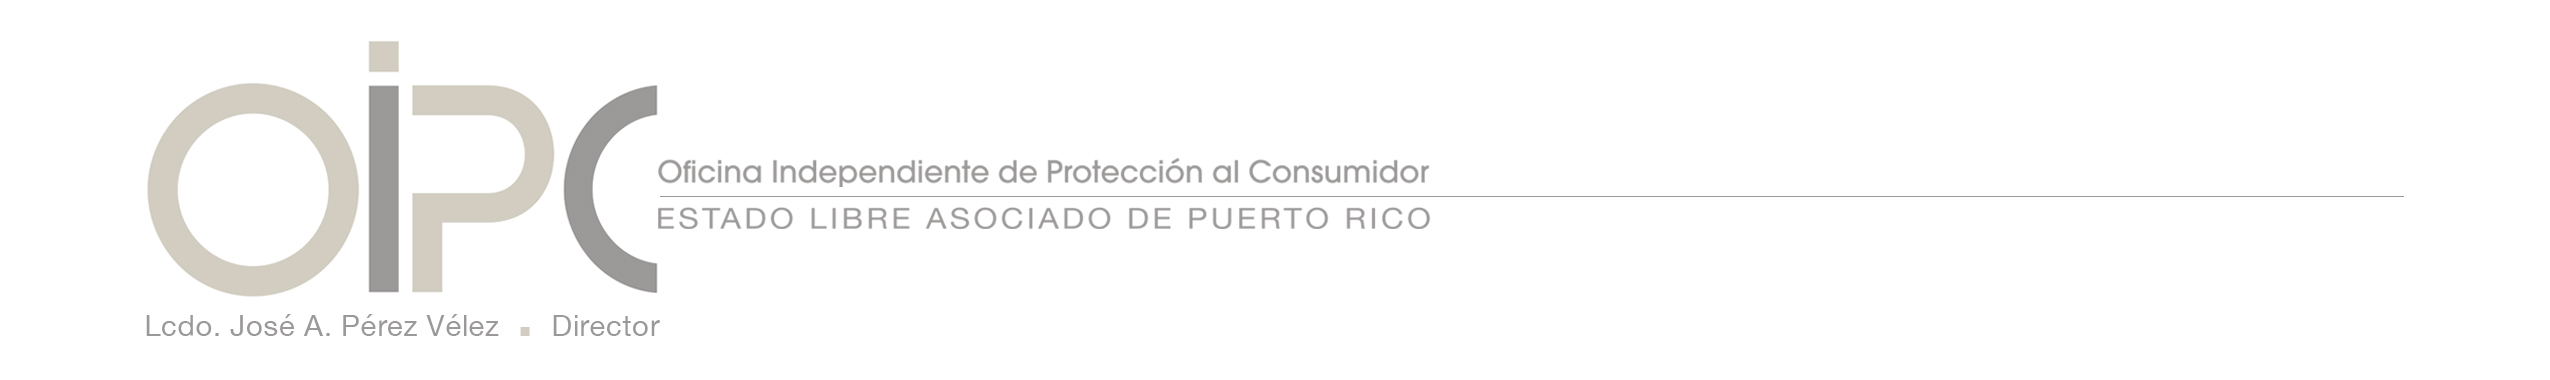 OiPC
Oficina Independiente de Protección al Consumidor
ESTADO LIBRE ASOCIADO DE PUERTO RICO
Lcdo. José A. Pérez Vélez ▪ Director